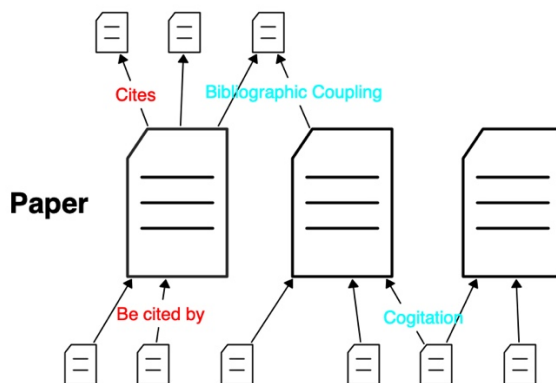 Cites
Bibliographic Coupling
Paper
Be cited by
Cogitation